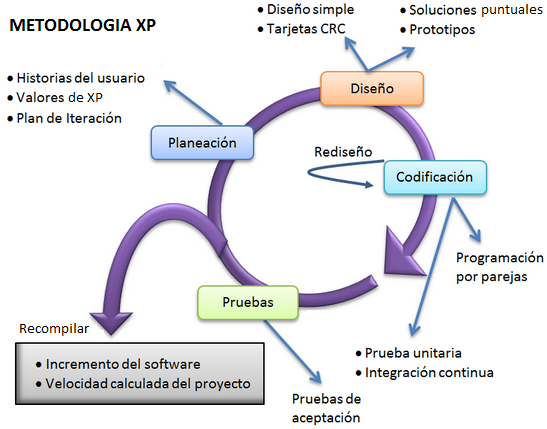 METODOLOGIA XP
• Diseño simple
• Tarjetas CRC
• Soluciones puntuales
• Prototipos
• Historias del usuario
• Valores de XP
• Plan de Iteración
Diseño
Planeación
Rediseño
Codificación
Programación
por parejas
Pruebas
Recompilar
• Incremento del software
• Velocidad calculada del proyecto
• Prueba unitaria
• Integración continua
Pruebas de
aceptación